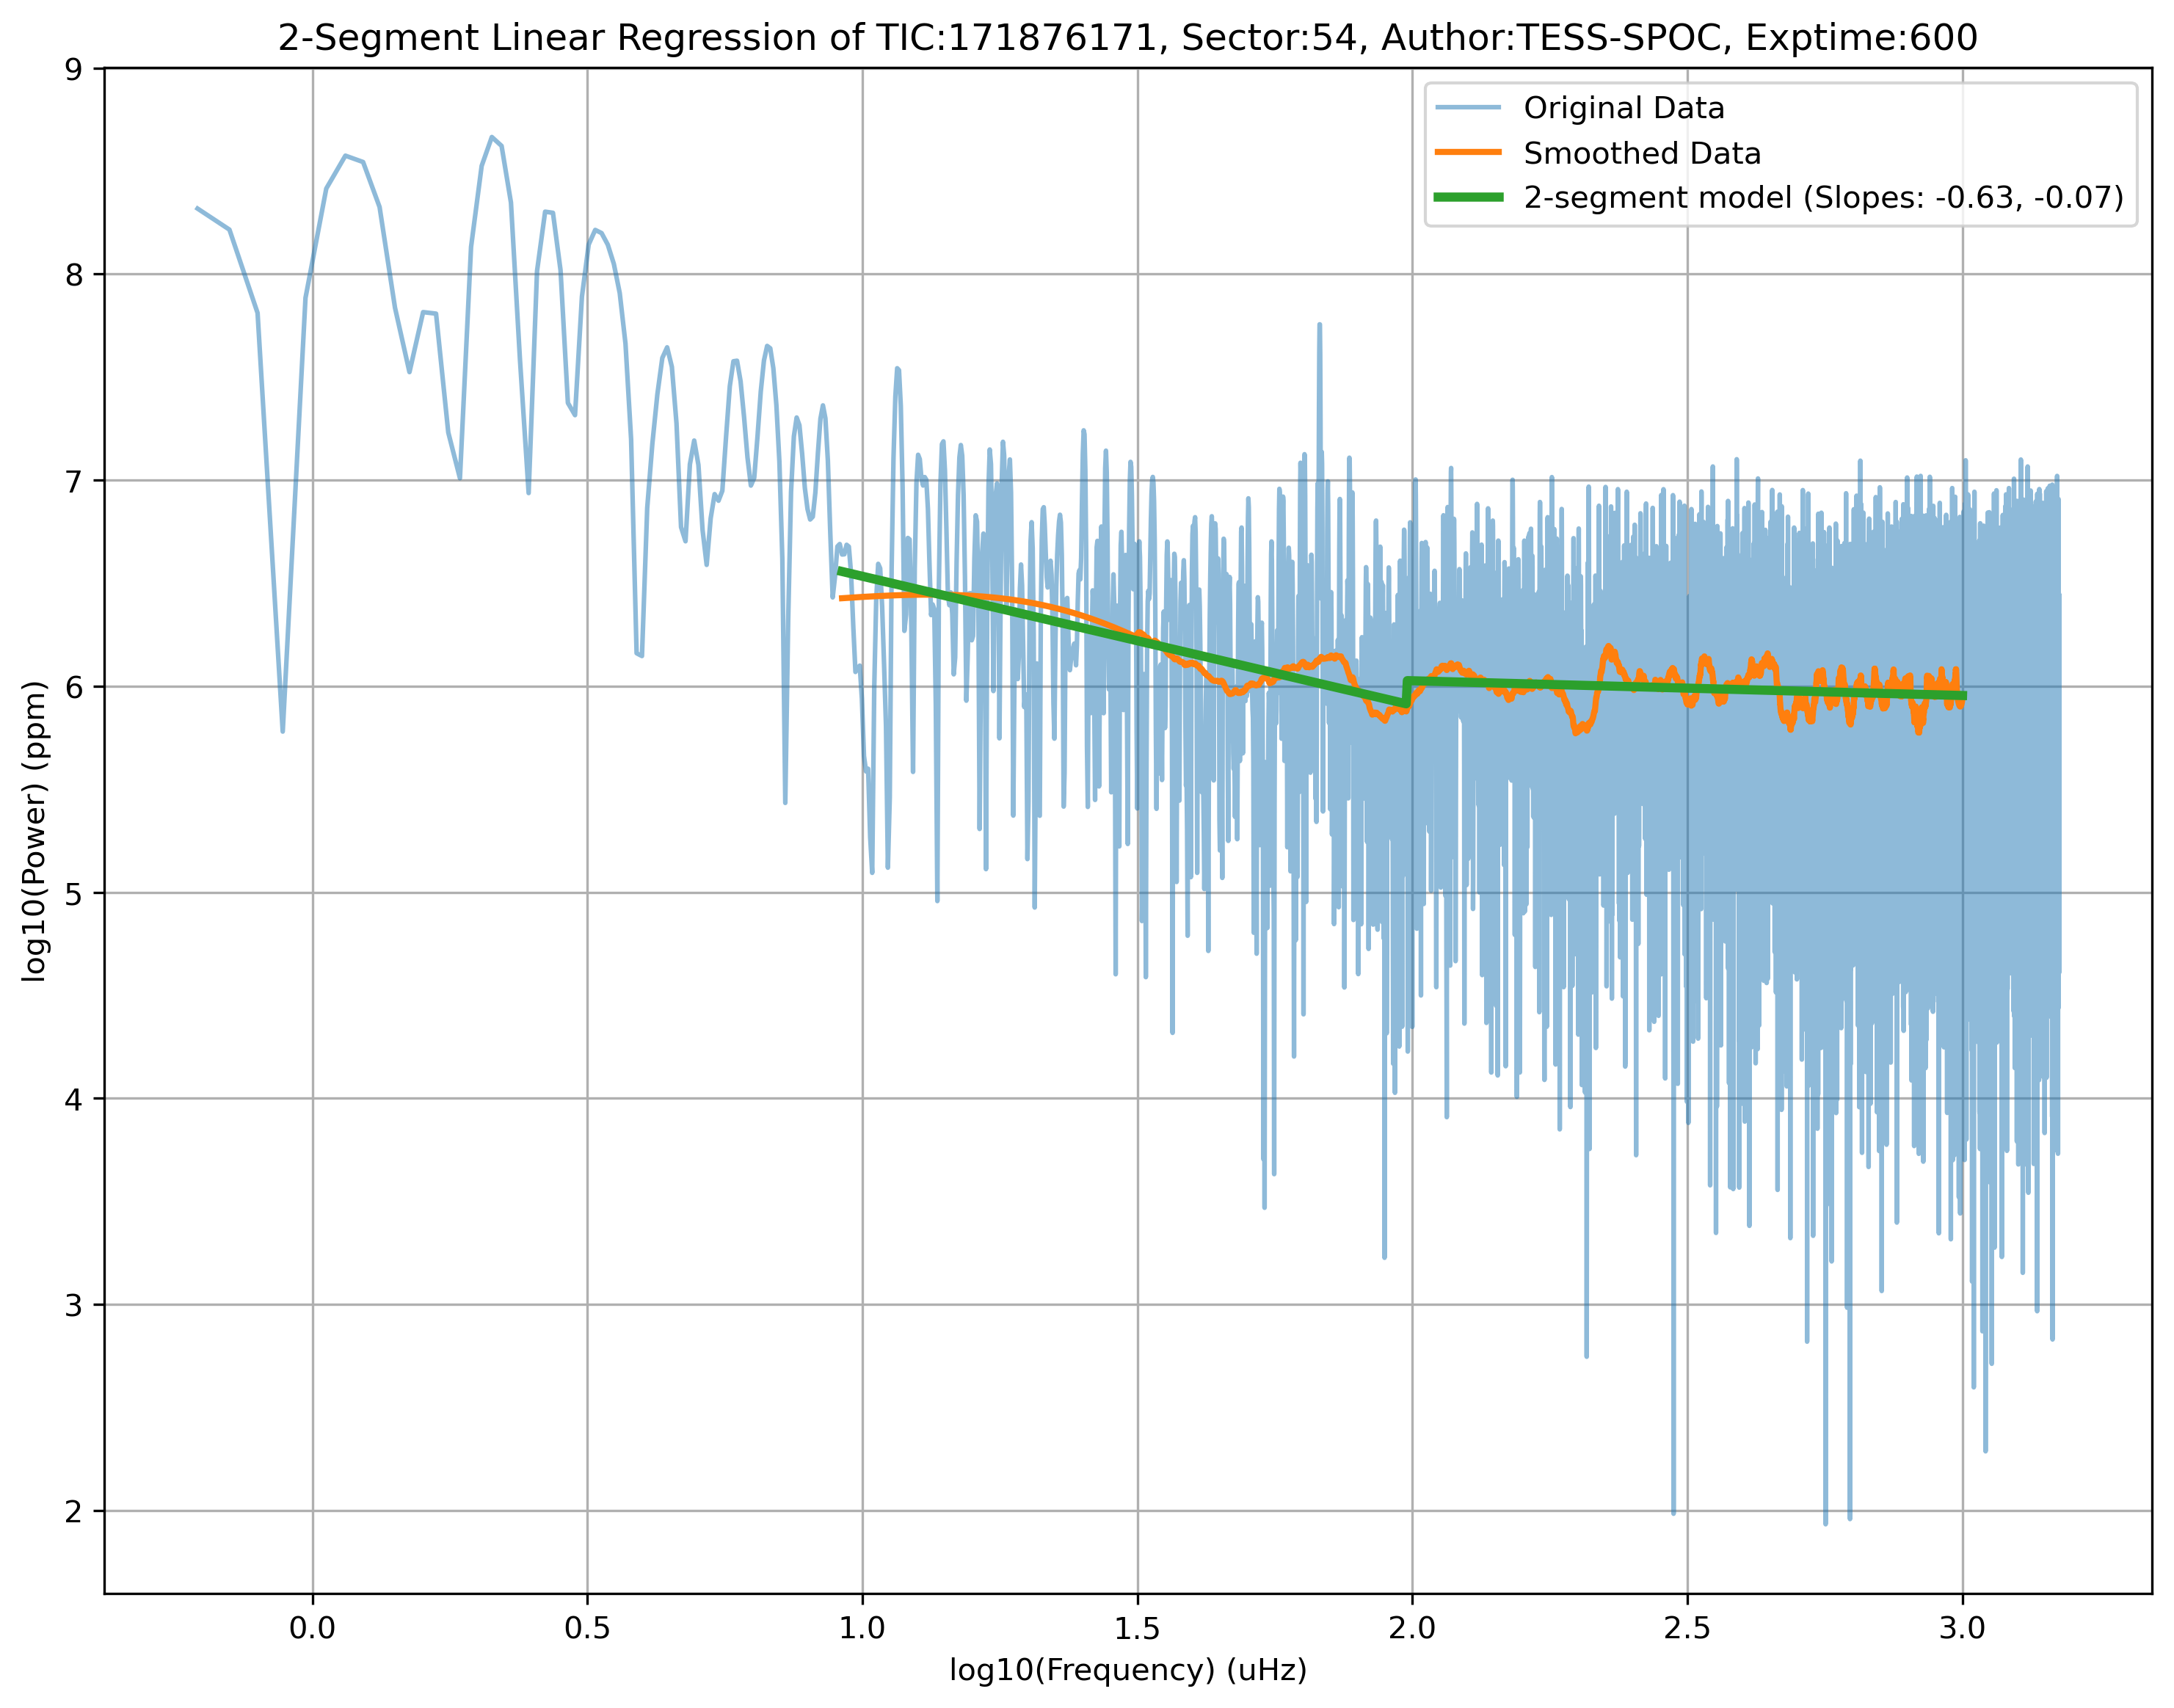 2-Segment Linear Regression of TIC:171876171, Sector:54, Author:TESS-SPOC, Exptime:600
Original Data
Smoothed Data
2-segment model (Slopes: -0.63, -0.07)
log10(Power) (ppm)
9
8
7
6
5
4
3
2
0.0 0.5 1.0 1.5 2.0 2.5 3.0
log10(Frequency) (uHz)